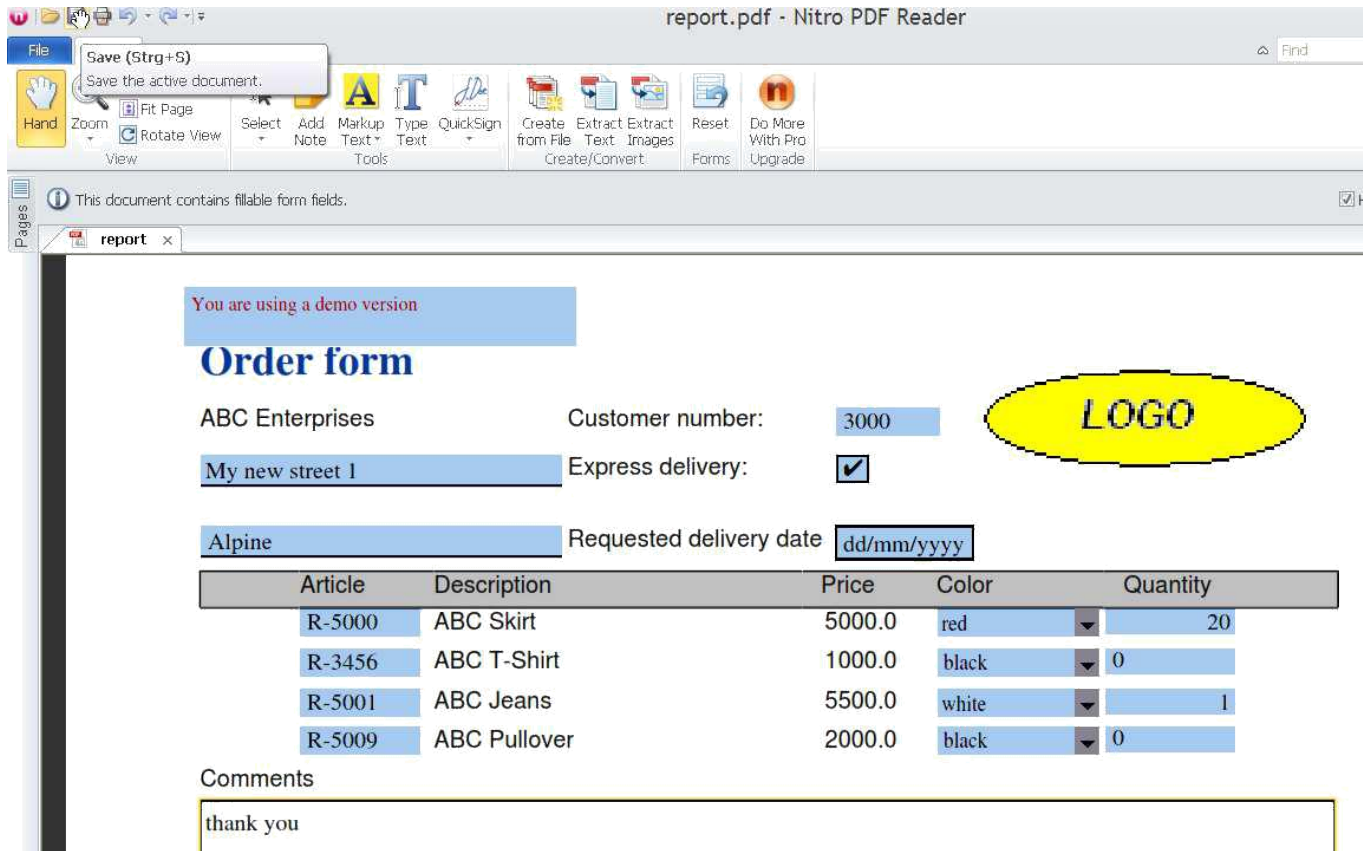 report.pdf - Nitro PDF Reader
File
Find
Save (Strg+S)
Save the active document.
Hand
Zoom
Fit Page
Rotate View
View
Select
Add Note
Markup Text
Type Text
QuickSign
Tools
Create from File
Extract Text
Extract Images
Create/Convert
Reset
Forms
Do More With Pro
Upgrade
Pages
This document contains fillable form fields.
H
report
You are using a demo version
Order form
LOGO
ABC Enterprises Customer number: 3000
My new street 1 Express delivery:
Alpine Requested delivery date dd/mm/yyyy
Article Description Price Color Quantity
R-5000 ABC Skirt 5000.0 red 20
R-3456 ABC T-Shirt 1000.0 black 0
R-5001 ABC Jeans 5500.0 white 1
R-5009 ABC Pullover 2000.0 black 0
Comments
thank you